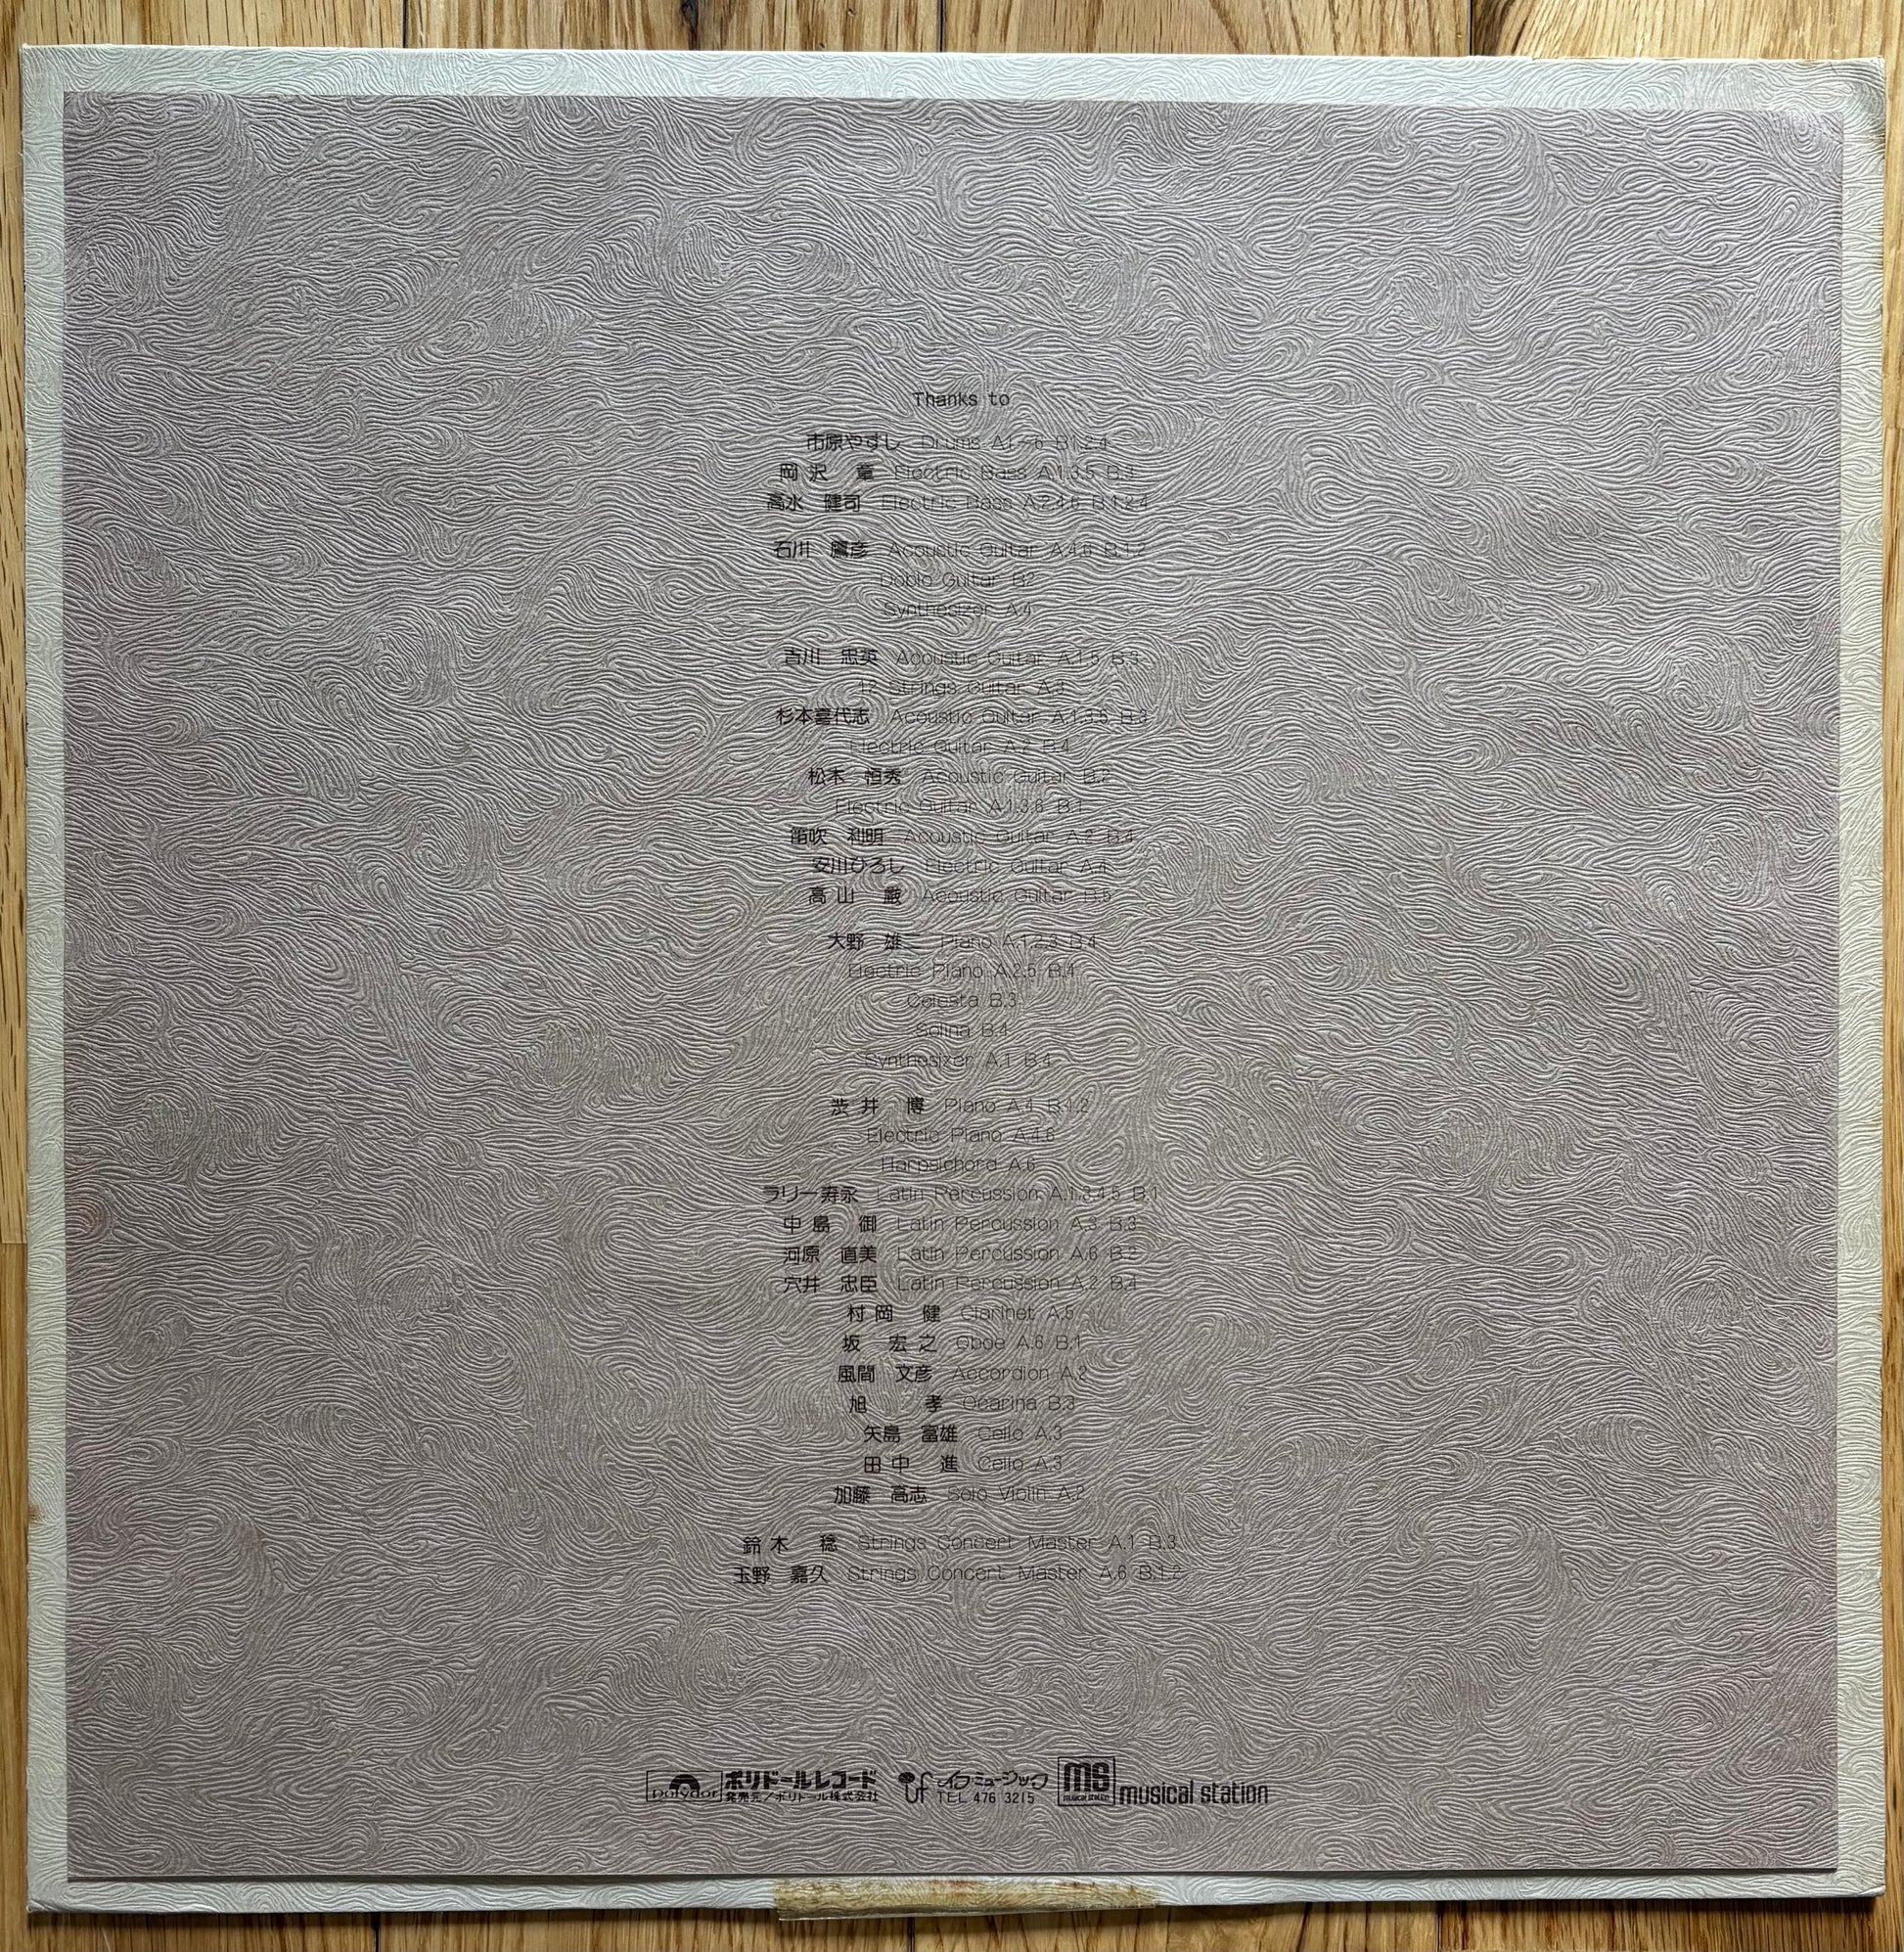 Thanks to
市原やすし Drums A.1~6 B.1.2.4
岡沢 章 Electric Bass A.1.3.5 B.3
高水 健司 Electric Bass A.2.4.6 B.1.2.4
石川 鷹彦 Acoustic Guitar A.4.6 B.1.2
Doblo Guitar B.2
Synthesizer A.4
吉川 忠英 Acoustic Guitar A.1.5 B.3
12 Strings Guitar A.3
杉本喜代志 Acoustic Guitar A.1.3.5 B.3
Electric Guitar A.2 B.4
松木 恒秀 Acoustic Guitar B.2
Electric Guitar A.1.3.6 B.1
笛吹 利明 Acoustic Guitar A.2 B.4
安川ひろし Electric Guitar A.4
高山 厳 Acoustic Guitar B.5
大野 雄二 Piano A.1.2.3 B.4
Electric Piano A.2.5 B.4
Celesta B.3
Solina B.4
Synthesixer A.1 B.4
渋井 博 Piano A.4 B.1.2
Electric Piano A.4.6
Harpsichord A.6
ラリー寿永 Latin Percussion A.1.3.4.5 B.1
中島 御 Latin Percussion A.3 B.3
河原 直美 Latin Percussion A.6 B.2
穴井 忠臣 Latin Percussion A.2 B.4
村岡 健 Clarinet A.5
坂 宏之 Oboe A.6 B.1
風間 文彦 Accordion A.2
旭 孝 Ocarina B.3
矢島 富雄 Cello A.3
田中 進 Cello A.3
加藤 高志 Solo Violin A.2
鈴木 稔 Strings Concert Master A.1 B.3
玉野 嘉久 Strings Concert Master A.6 B.1.2
polydor ポリドールレコード if イフミュージック ms musical station musical station
発売元/ポリドール株式会社 TEL 476 3215